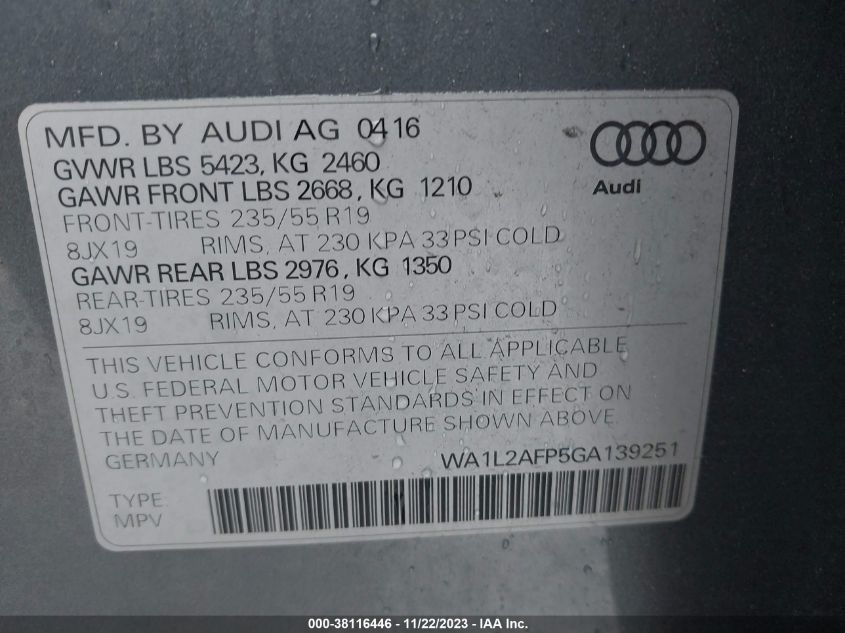 MFD. BY AUDI AG 04 16
GVWR LBS 5423, KG 2460
GAWR FRONT LBS 2668, KG 1210
FRONT-TIRES 235/55 R19
8JX19 RIMS, AT 230 KPA 33 PSI COLD
GAWR REAR LBS 2976, KG 1350
REAR-TIRES 235/55 R19
8JX19 RIMS, AT 230 KPA 33 PSI COLD
Audi
THIS VEHICLE CONFORMS TO ALL APPLICABLE
U.S. FEDERAL MOTOR VEHICLE SAFETY AND
THEFT PREVENTION STANDARDS IN EFFECT ON
THE DATE OF MANUFACTURE SHOWN ABOVE.
GERMANY WA1L2AFP5GA139251
TYPE:
MPV
000-38116446 - 11/22/2023 - IAA Inc.